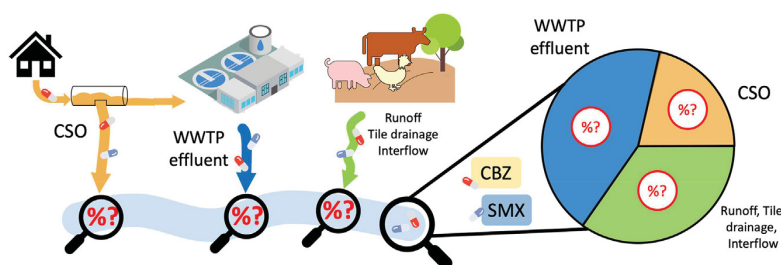 CSO
WWTP
effluent
Runoff
Tile drainage
Interflow
%?
%?
%?
CBZ
SMX
WWTP
effluent
CSO
%?
%?
%?
Runoff, Tile
drainage,
Interflow